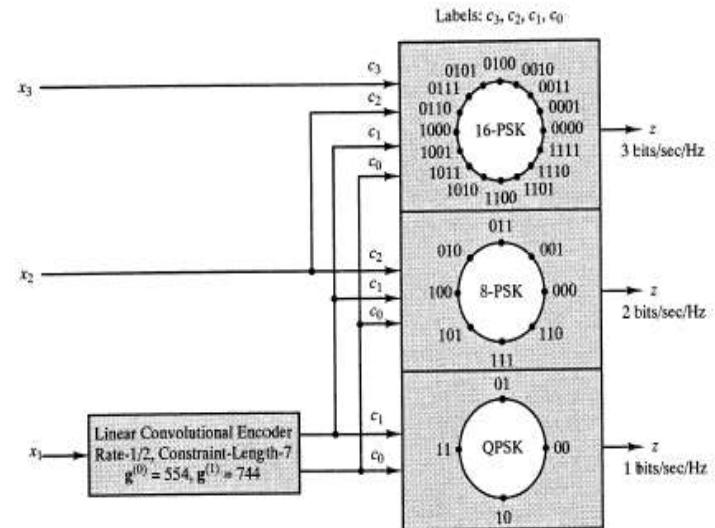 Labels: c3, c2, c1, c0
x3
c3
c2
c1
c0
0100
0101
0010
0111
0011
0110
0001
1000
16-PSK
0000
1001
1111
1011
1110
1010
1101
1100
z
3 bits/sec/Hz
x2
c2
c1
c0
011
010
001
100
8-PSK
000
101
110
111
z
2 bits/sec/Hz
x1
Linear Convolutional Encoder
Rate-1/2, Constraint-Length-7
g(0) = 554, g(1) = 744
c1
c0
01
11
QPSK
00
10
z
1 bits/sec/Hz